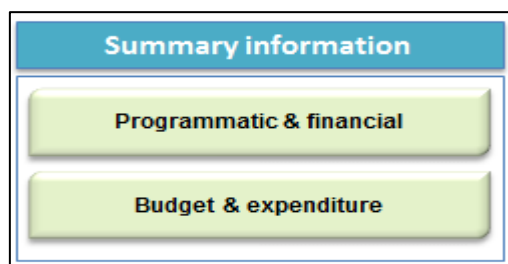 Summary information
Programmatic & financial
Budget & expenditure